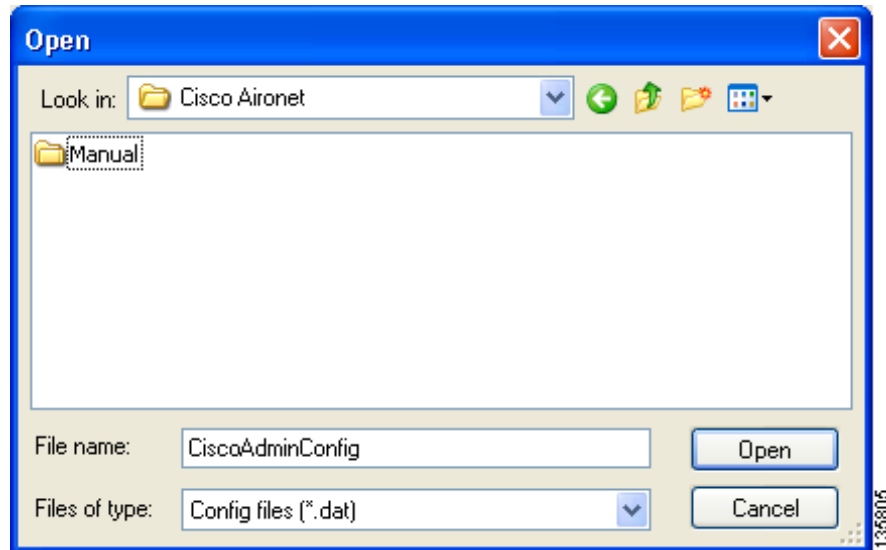 Open
Look in: Cisco Aironet
Manual
File name: CiscoAdminConfig Open
Files of type: Config files (*.dat) Cancel
135805